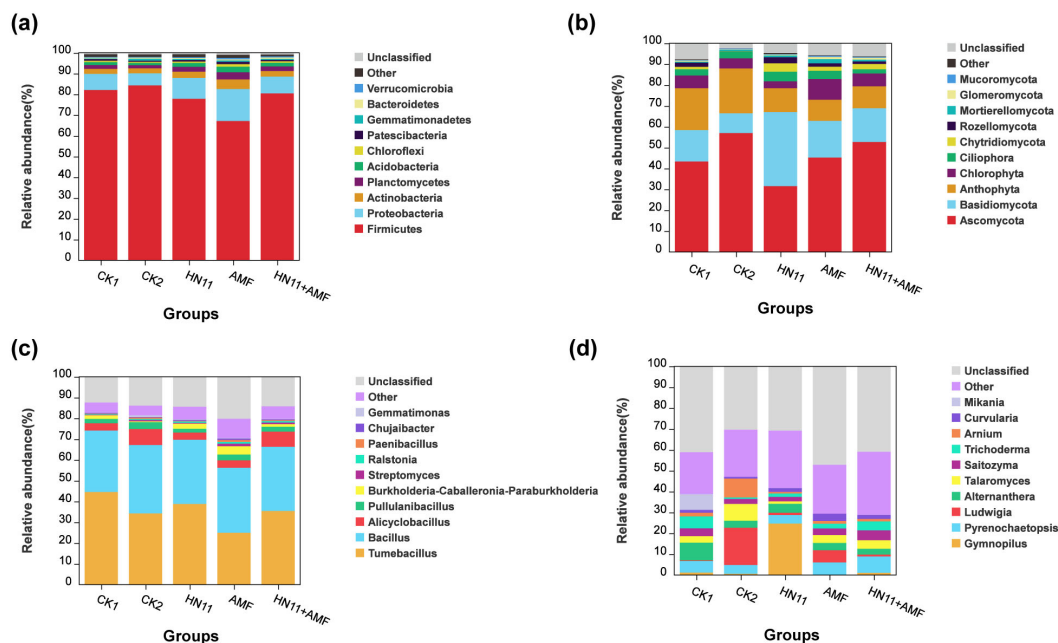 (a)
Relative abundance(%)
100
90
80
70
60
50
40
30
20
10
0
CK1
CK2
HN11
AMF
HN11+AMF
Groups
Unclassified
Other
Verrucomicrobia
Bacteroidetes
Gemmatimonadetes
Patescibacteria
Chloroflexi
Acidobacteria
Planctomycetes
Actinobacteria
Proteobacteria
Firmicutes
(b)
Relative abundance(%)
100
90
80
70
60
50
40
30
20
10
0
CK1
CK2
HN11
AMF
HN11+AMF
Groups
Unclassified
Other
Mucoromycota
Glomeromycota
Mortierellomycota
Rozellomycota
Chytridiomycota
Ciliophora
Chlorophyta
Anthophyta
Basidiomycota
Ascomycota
(c)
Relative abundance(%)
100
90
80
70
60
50
40
30
20
10
0
CK1
CK2
HN11
AMF
HN11+AMF
Groups
Unclassified
Other
Gemmatimonas
Chujaibacter
Paenibacillus
Ralstonia
Streptomyces
Burkholderia-Caballeronia-Paraburkholderia
Pullulanibacillus
Alicyclobacillus
Bacillus
Tumebacillus
(d)
Relative abundance(%)
100
90
80
70
60
50
40
30
20
10
0
CK1
CK2
HN11
AMF
HN11+AMF
Groups
Unclassified
Other
Mikania
Curvularia
Arnium
Trichoderma
Saitozyma
Talaromyces
Alternanthera
Ludwigia
Pyrenochaetopsis
Gymnopilus